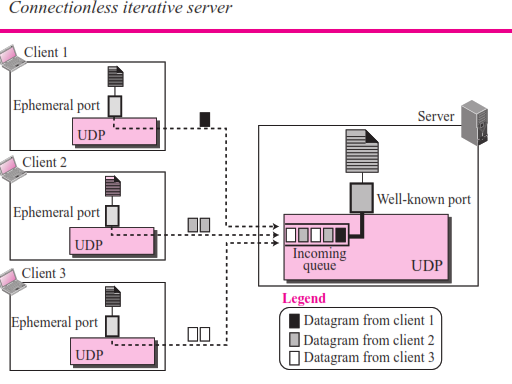 Connectionless iterative server
Client 1
Ephemeral port
UDP
Client 2
Ephemeral port
UDP
Client 3
Ephemeral port
UDP
Server
Well-known port
Incoming
queue
UDP
Legend
Datagram from client 1
Datagram from client 2
Datagram from client 3